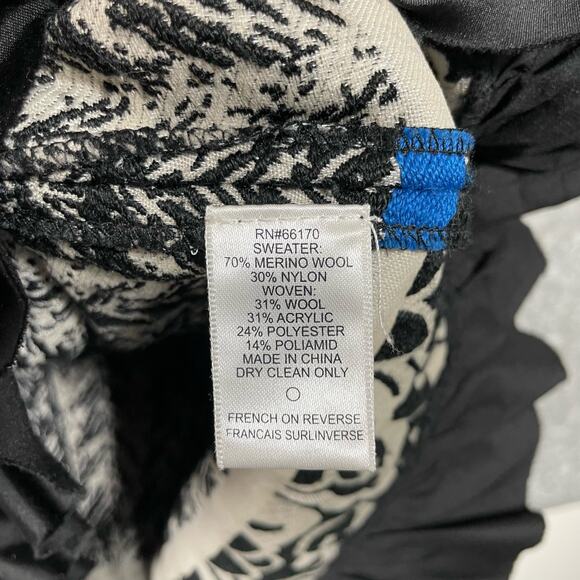 RN#66170
SWEATER:
70% MERINO WOOL
30% NYLON
WOVEN:
31% WOOL
31% ACRYLIC
24% POLYESTER
14% POLIAMID
MADE IN CHINA
DRY CLEAN ONLY
FRENCH ON REVERSE
FRANCAIS SURLINVERSE